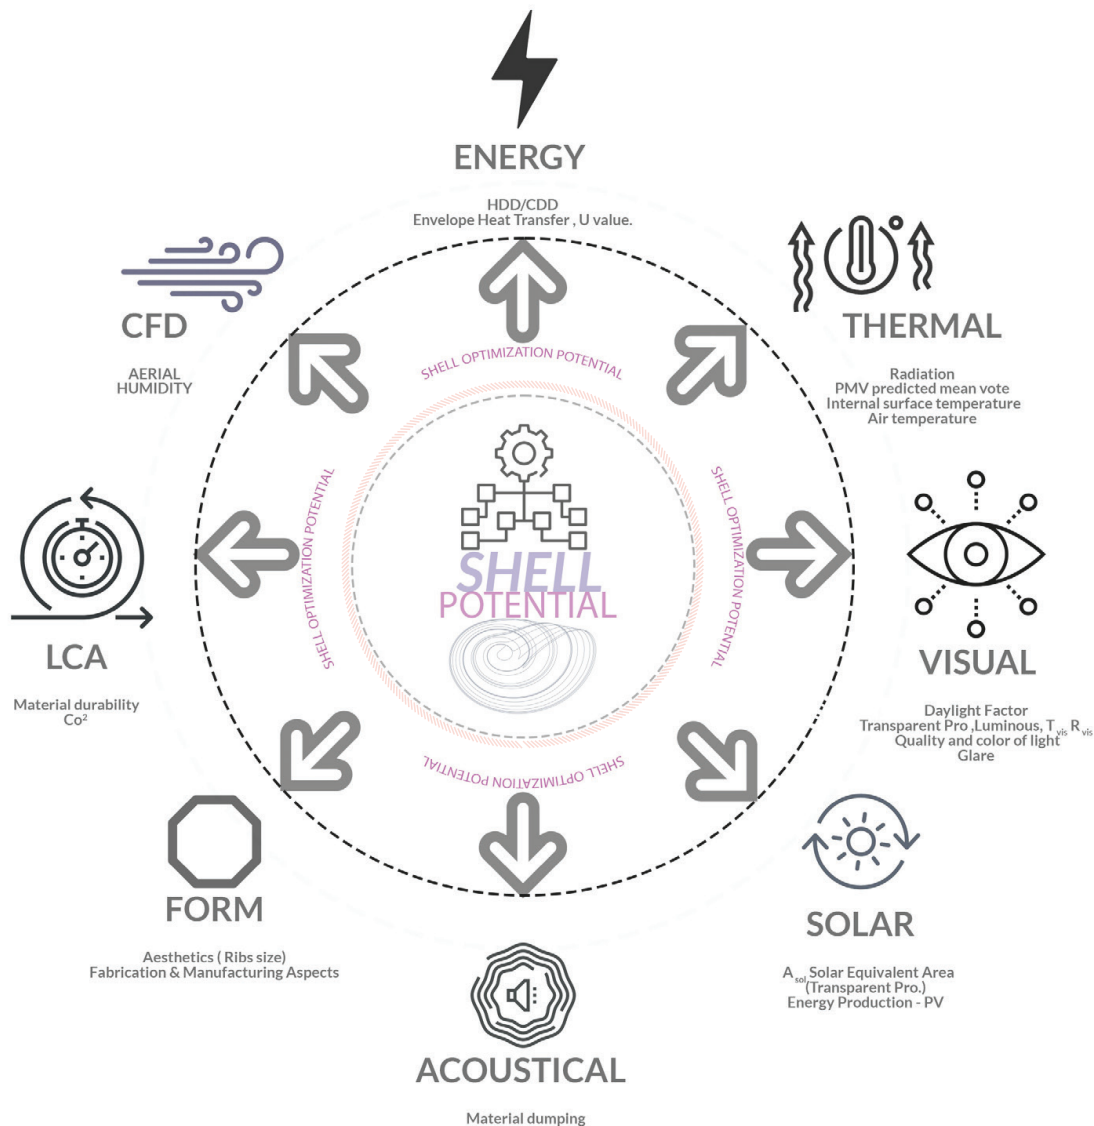 ENERGY
HDD/CDD
Envelope Heat Transfer , U value.
CFD
AERIAL
HUMIDITY
THERMAL
Radiation
PMV predicted mean vote
Internal surface temperature
Air temperature
SHELL OPTIMIZATION POTENTIAL
SHELL OPTIMIZATION POTENTIAL
SHELL OPTIMIZATION POTENTIAL
SHELL OPTIMIZATION POTENTIAL
SHELL
POTENTIAL
LCA
Material durability
Co²
VISUAL
Daylight Factor
Transparent Pro ,Luminous, T vis R vis
Quality and color of light
Glare
FORM
Aesthetics ( Ribs size)
Fabrication & Manufacturing Aspects
SOLAR
A sol Solar Equivalent Area
(Transparent Pro.)
Energy Production - PV
ACOUSTICAL
Material dumping